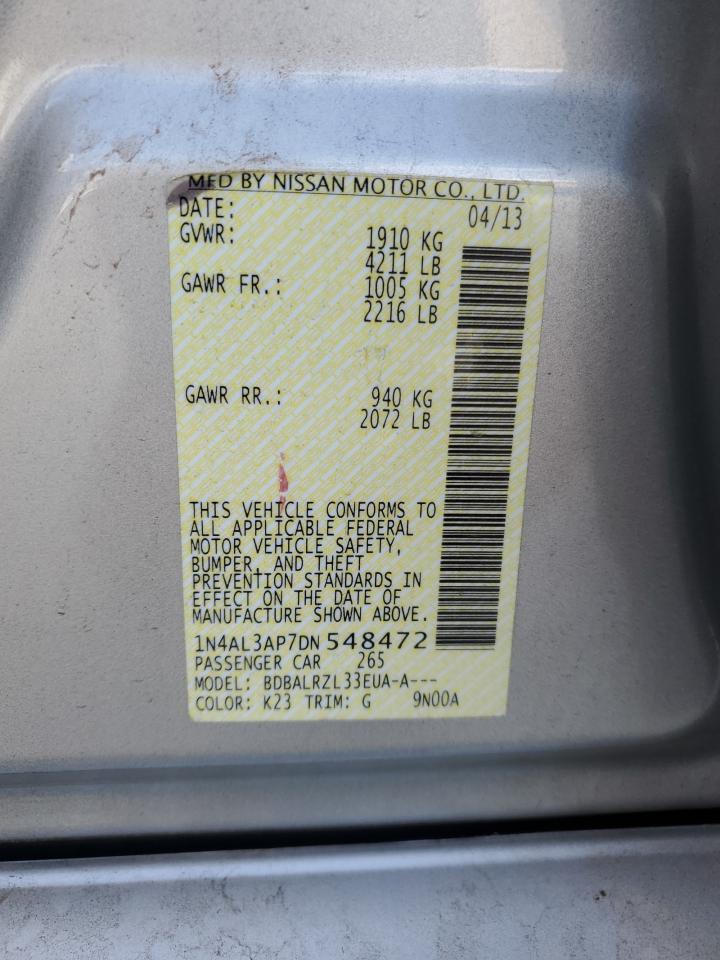 MFD BY NISSAN MOTOR CO., LTD.
DATE: 04/13
GVWR: 1910 KG
4211 LB
GAWR FR.: 1005 KG
2216 LB
GAWR RR.: 940 KG
2072 LB
THIS VEHICLE CONFORMS TO
ALL APPLICABLE FEDERAL
MOTOR VEHICLE SAFETY,
BUMPER, AND THEFT
PREVENTION STANDARDS IN
EFFECT ON THE DATE OF
MANUFACTURE SHOWN ABOVE.
1N4AL3AP7DN548472
PASSENGER CAR 265
MODEL: BDBALRZL33EUA-A---
COLOR: K23 TRIM: G 9N00A